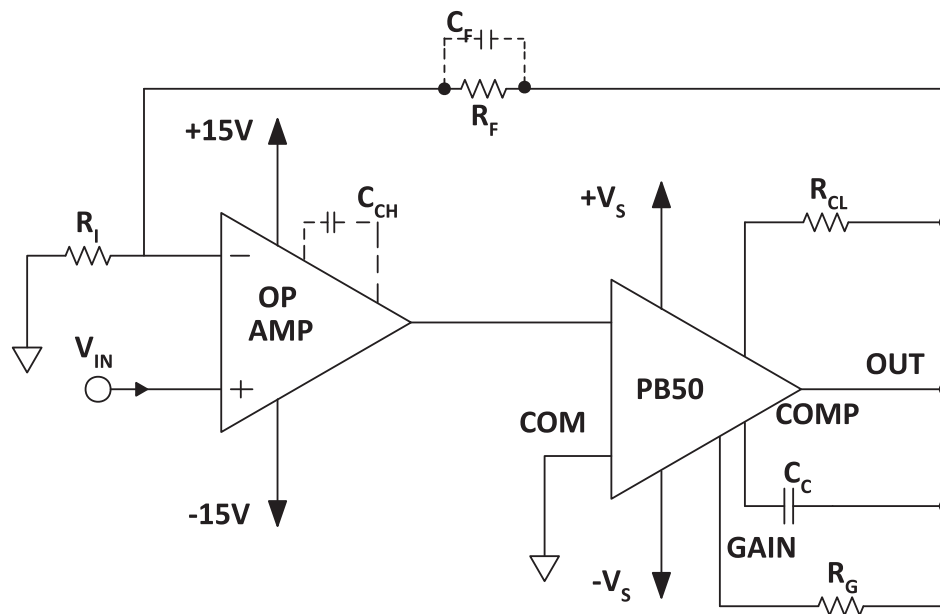 C_F
R_F
+15V
C_CH
+V_S
R_CL
R_I
−
OP
AMP
V_IN
+
OUT
PB50
COM
COMP
C_C
-15V
GAIN
-V_S
R_G